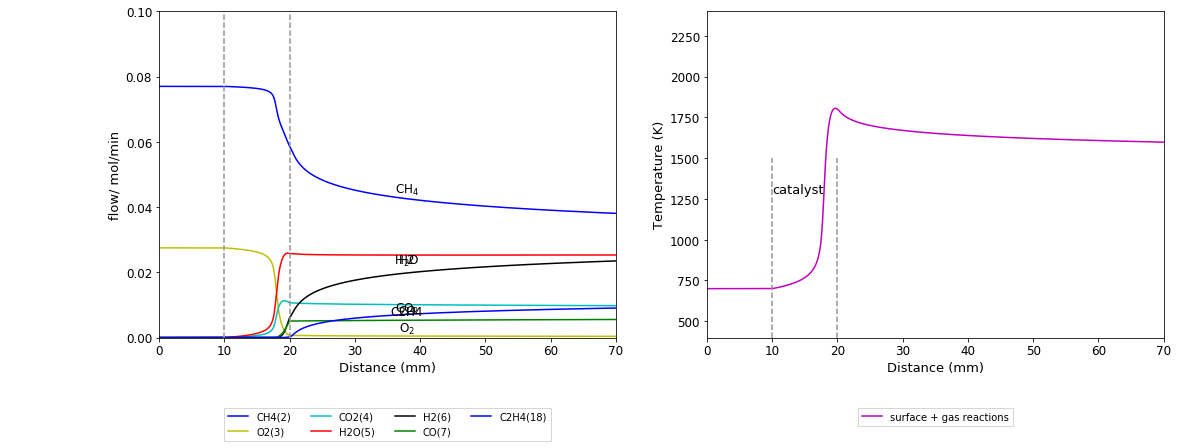 0.10
0.08
0.06
0.04
0.02
0.00
flow/ mol/min
0
10
20
30
40
50
60
70
Distance (mm)
CH4
H2O
O2
CH4(2)
O2(3)
CO2(4)
H2O(5)
H2(6)
CO(7)
C2H4(18)
2250
2000
1750
1500
1250
1000
750
500
Temperature (K)
catalyst
0
10
20
30
40
50
60
70
Distance (mm)
surface + gas reactions